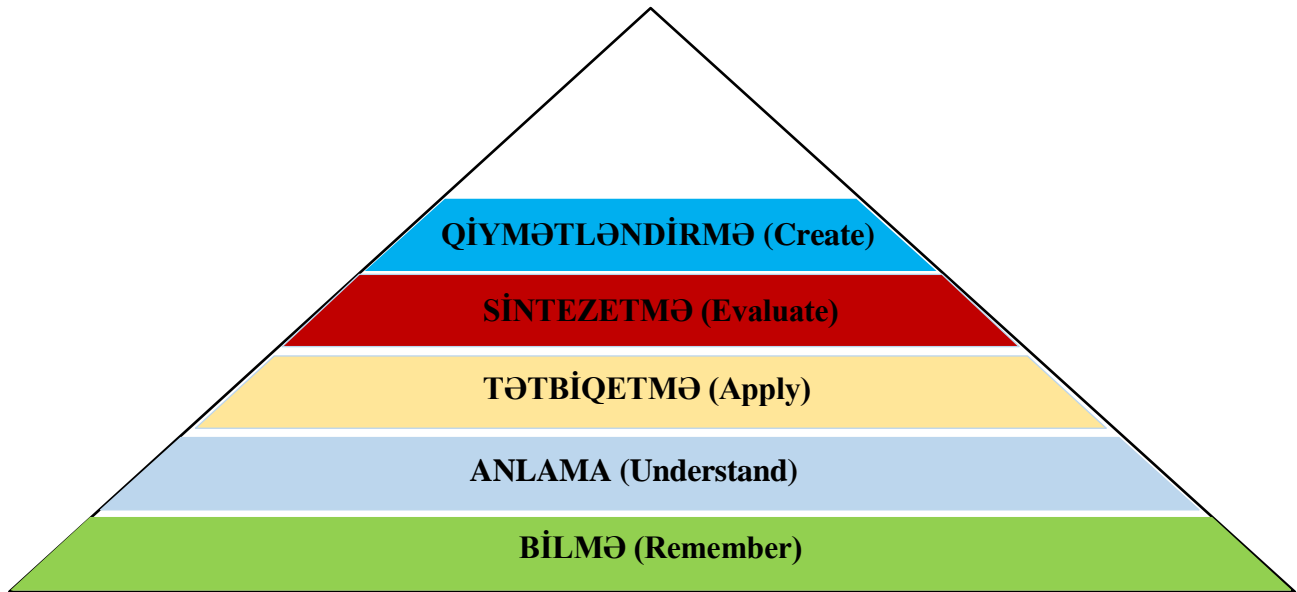 QİYMƏTLƏNDİRMƏ (Create)
SİNTEZETMƏ (Evaluate)
TƏTBİQETMƏ (Apply)
ANLAMA (Understand)
BİLMƏ (Remember)